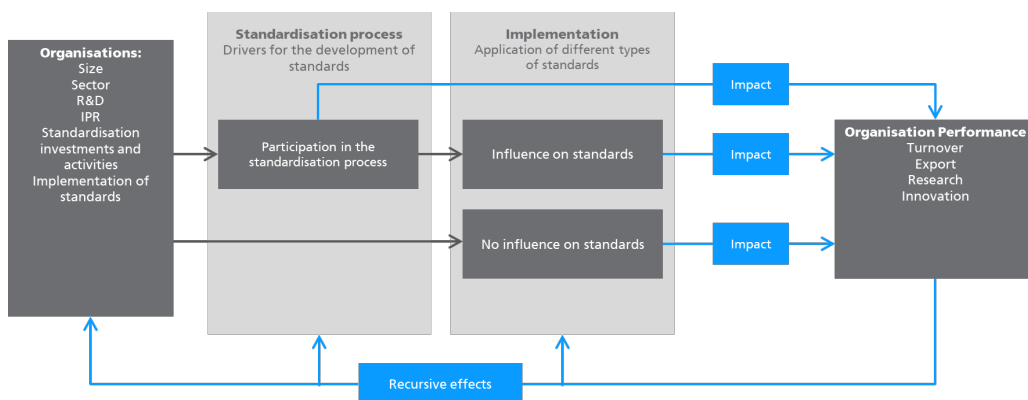 Organisations:
Size
Sector
R&D
IPR
Standardisation
investments and
activities
Implementation of
standards
Standardisation process
Drivers for the development of
standards
Participation in the
standardisation process
Implementation
Application of different types
of standards
Influence on standards
No influence on standards
Impact
Impact
Impact
Organisation Performance
Turnover
Export
Research
Innovation
Recursive effects